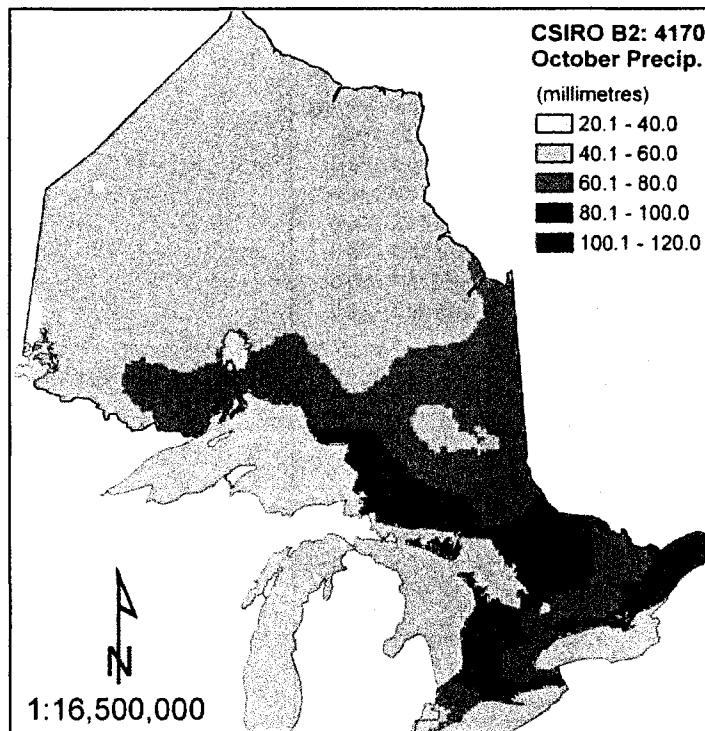 CSIRO B2: 4170
October Precip.
(millimetres)
20.1 - 40.0
40.1 - 60.0
60.1 - 80.0
80.1 - 100.0
100.1 - 120.0
N
1:16,500,000